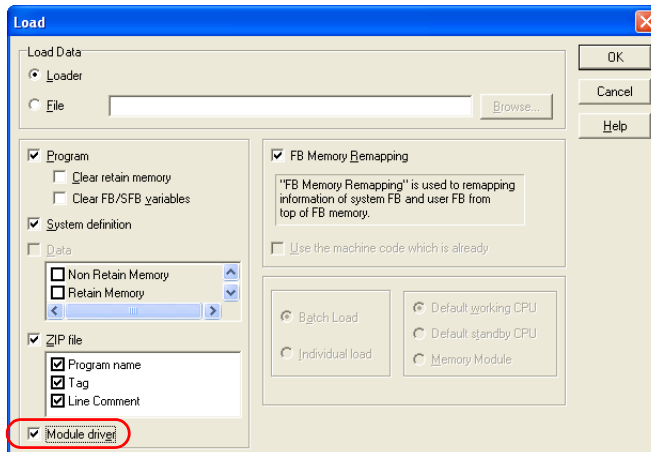 Load
Load Data
Loader
File
Browse...
OK
Cancel
Help
Program
Clear retain memory
Clear FB/SFB variables
System definition
Data
Non Retain Memory
Retain Memory
ZIP file
Program name
Tag
Line Comment
Module driver
FB Memory Remapping
"FB Memory Remapping" is used to remapping
information of system FB and user FB from
top of FB memory.
Use the machine code which is already
Batch Load
Individual load
Default working CPU
Default standby CPU
Memory Module